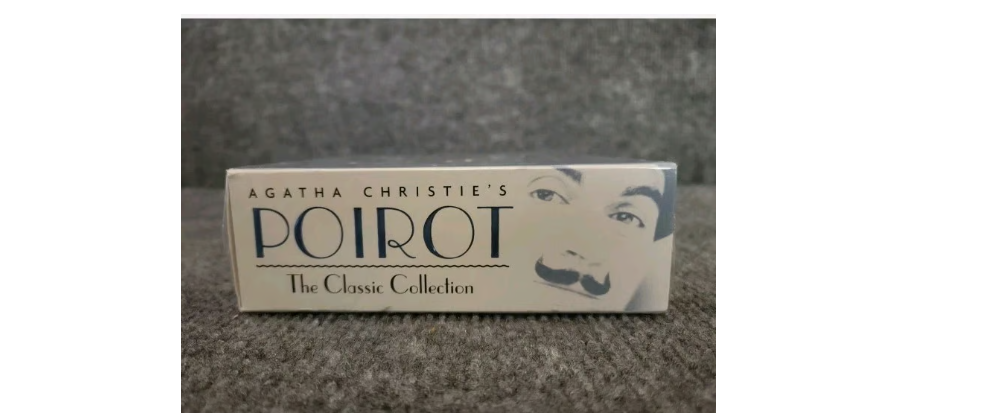 AGATHA CHRISTIE'S
POIROT
The Classic Collection